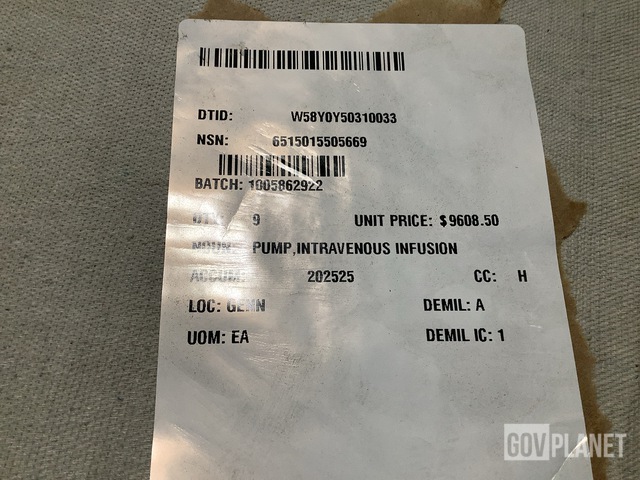 DTID: W58Y0Y50310033
NSN: 6515015505669
BATCH: 1005862922
9 UNIT PRICE: $9608.50
PUMP,INTRAVENOUS INFUSION
202525 CC: H
LOC: DEMIL: A
UOM: EA DEMIL IC: 1
GOVPLANET